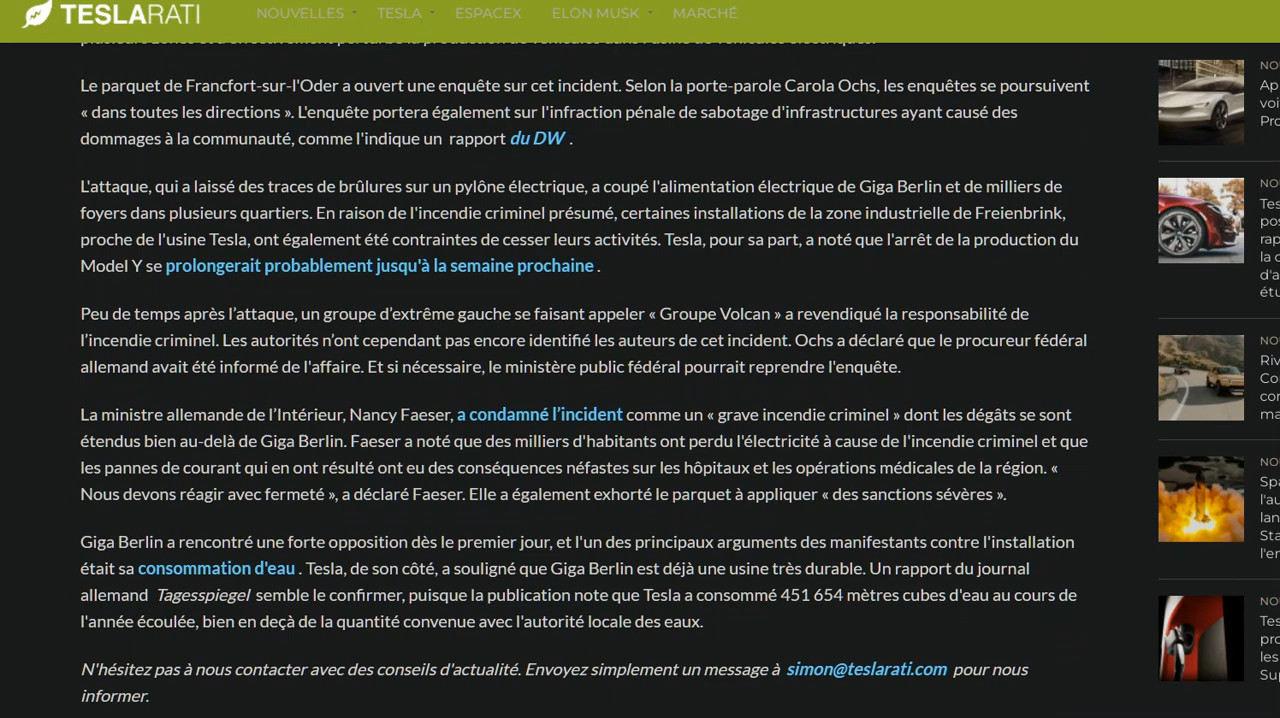 TESLARATI
NOUVELLES TESLA ESPACEX ELON MUSK MARCHÉ
Le parquet de Francfort-sur-l'Oder a ouvert une enquête sur cet incident. Selon la porte-parole Carola Ochs, les enquêtes se poursuivent
« dans toutes les directions ». L'enquête portera également sur l'infraction pénale de sabotage d'infrastructures ayant causé des
dommages à la communauté, comme l'indique un rapport du DW .
L'attaque, qui a laissé des traces de brûlures sur un pylône électrique, a coupé l'alimentation électrique de Giga Berlin et de milliers de
foyers dans plusieurs quartiers. En raison de l'incendie criminel présumé, certaines installations de la zone industrielle de Freienbrink,
proche de l'usine Tesla, ont également été contraintes de cesser leurs activités. Tesla, pour sa part, a noté que l'arrêt de la production du
Model Y se prolongerait probablement jusqu'à la semaine prochaine .
Peu de temps après l’attaque, un groupe d’extrême gauche se faisant appeler « Groupe Volcan » a revendiqué la responsabilité de
l’incendie criminel. Les autorités n’ont cependant pas encore identifié les auteurs de cet incident. Ochs a déclaré que le procureur fédéral
allemand avait été informé de l'affaire. Et si nécessaire, le ministère public fédéral pourrait reprendre l'enquête.
La ministre allemande de l’Intérieur, Nancy Faeser, a condamné l’incident comme un « grave incendie criminel » dont les dégâts se sont
étendus bien au-delà de Giga Berlin. Faeser a noté que des milliers d'habitants ont perdu l'électricité à cause de l'incendie criminel et que
les pannes de courant qui en ont résulté ont eu des conséquences néfastes sur les hôpitaux et les opérations médicales de la région. «
Nous devons réagir avec fermeté », a déclaré Faeser. Elle a également exhorté le parquet à appliquer « des sanctions sévères ».
Giga Berlin a rencontré une forte opposition dès le premier jour, et l'un des principaux arguments des manifestants contre l'installation
était sa consommation d'eau . Tesla, de son côté, a souligné que Giga Berlin est déjà une usine très durable. Un rapport du journal
allemand Tagesspiegel semble le confirmer, puisque la publication note que Tesla a consommé 451 654 mètres cubes d'eau au cours de
l'année écoulée, bien en deçà de la quantité convenue avec l'autorité locale des eaux.
N'hésitez pas à nous contacter avec des conseils d'actualité. Envoyez simplement un message à simon@teslarati.com pour nous
informer.